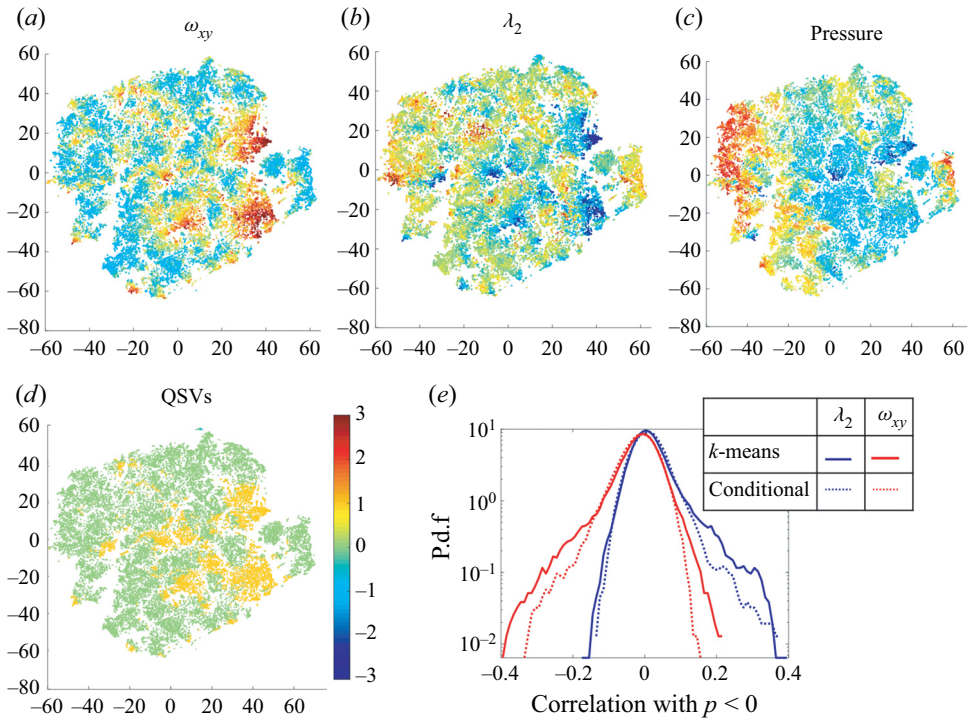 (a) ω_xy
60
40
20
0
−20
−40
−60
−80
−60 −40 −20 0 20 40 60
(b) λ_2
60
40
20
0
−20
−40
−60
−80
−60 −40 −20 0 20 40 60
(c) Pressure
60
40
20
0
−20
−40
−60
−80
−60 −40 −20 0 20 40 60
(d) QSVs
60
40
20
0
−20
−40
−60
−80
−60 −40 −20 0 20 40 60
3
2
1
0
−1
−2
−3
(e)
λ_2 ω_xy
k-means
Conditional
P.d.f
10^1
10^0
10^−1
10^−2
−0.4 −0.2 0 0.2 0.4
Correlation with p < 0